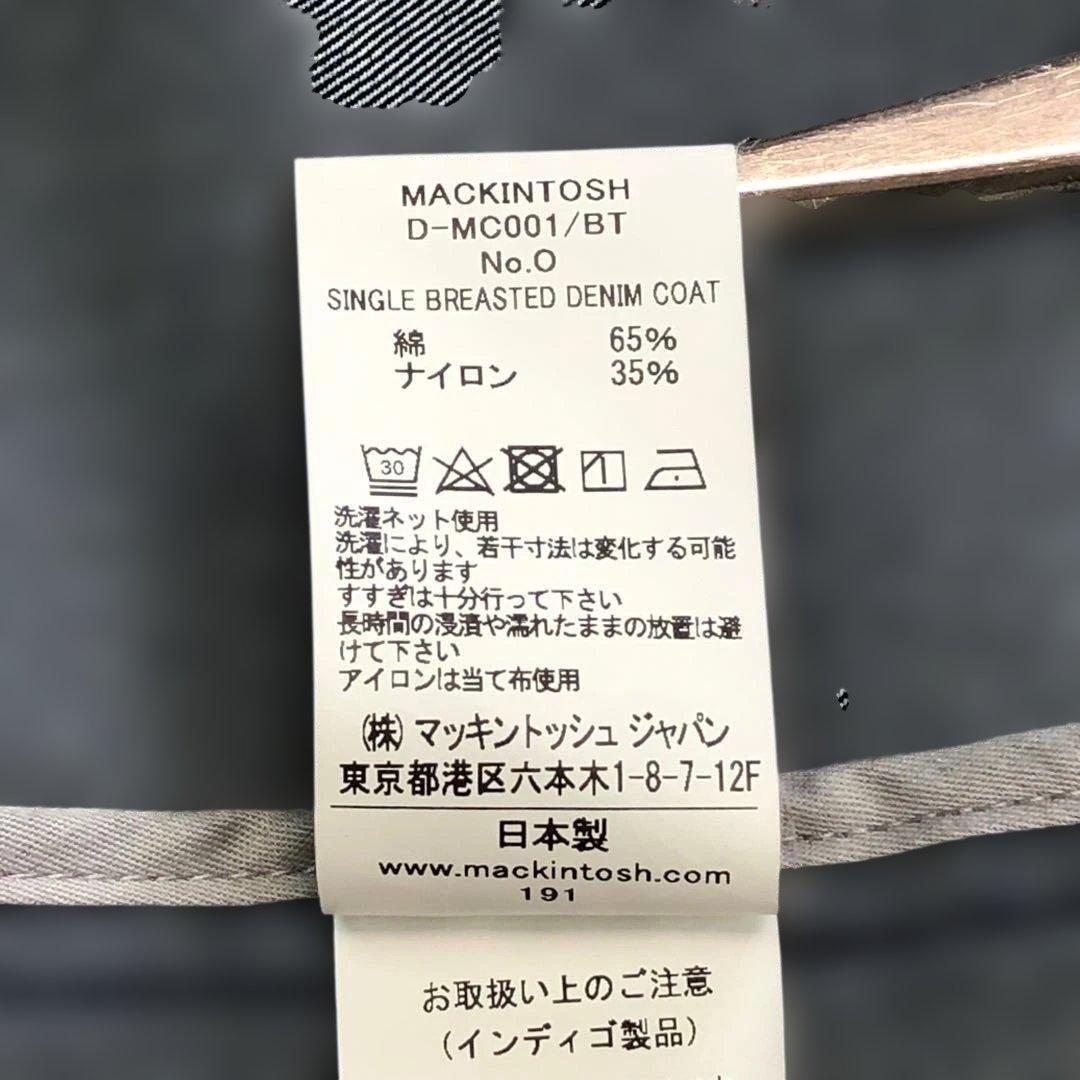 MACKINTOSH
D-MC001/BT
No.O
SINGLE BREASTED DENIM COAT
綿 65%
ナイロン 35%
30
洗濯ネット使用
洗濯により、若干寸法は変化する可能
性があります
すすぎは十分行って下さい
長時間の浸漬や濡れたままの放置は避
けて下さい
アイロンは当て布使用
(株) マッキントッシュ ジャパン
東京都港区六本木1-8-7-12F
日本製
www.mackintosh.com
191
お取扱い上のご注意
(インディゴ製品)